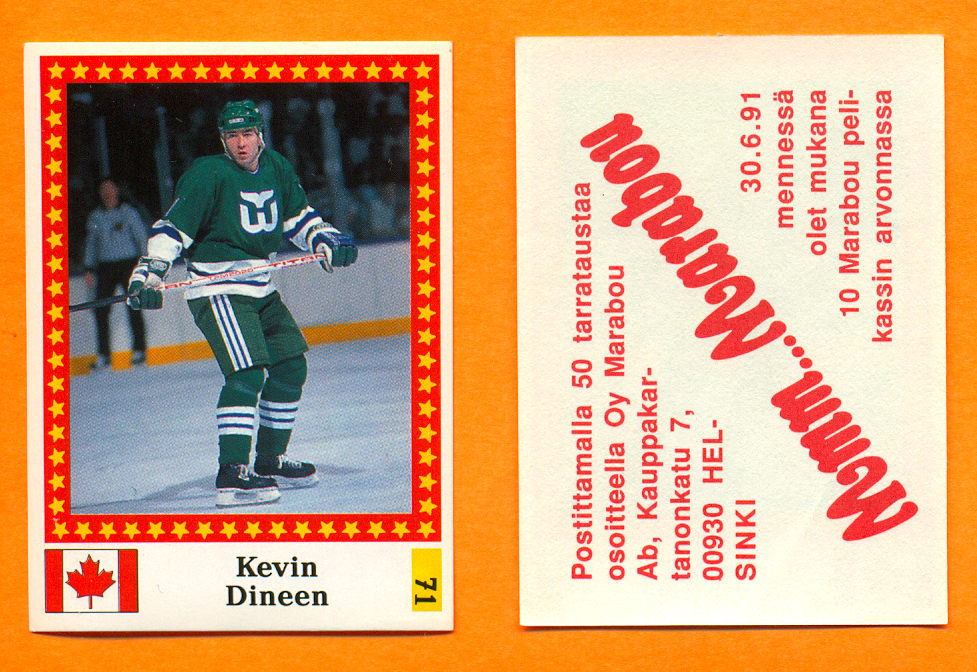 TITAN
Kevin
Dineen
71
Postittamalla 50 tarrataustaa
osoitteella Oy Marabou
Ab, Kauppakar-
tanonkatu 7,
00930 HEL-
SINKI
Mmm...Marabou
30.6.91
mennessä
olet mukana
10 Marabou peli-
kassin arvonnassa